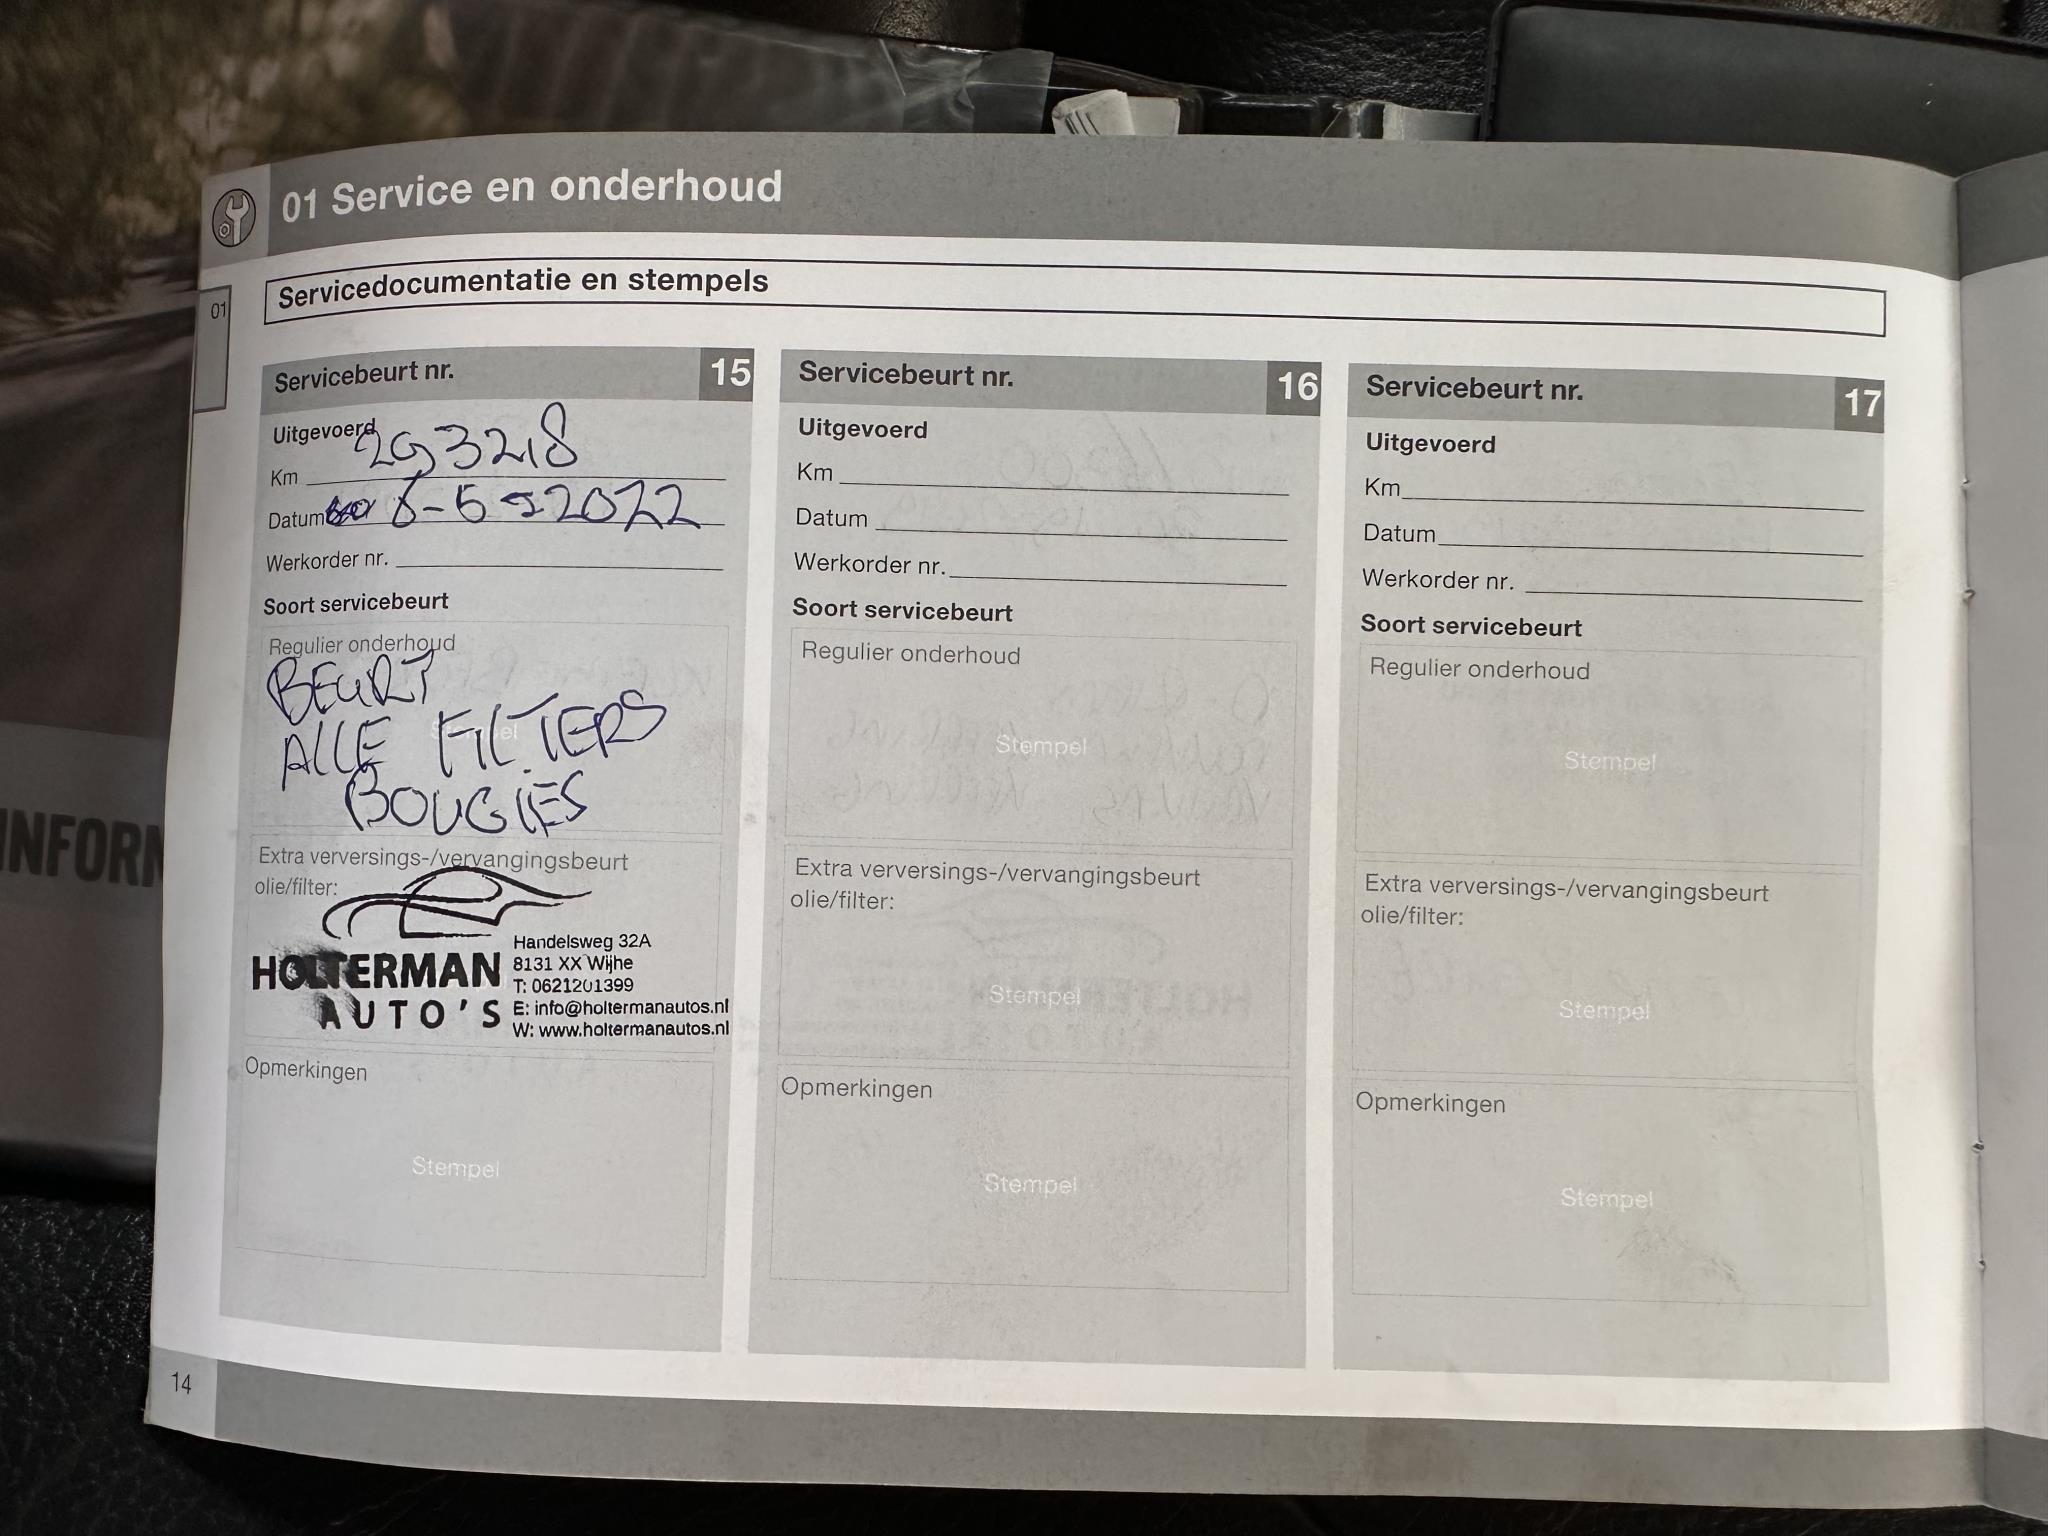 01 Service en onderhoud
Servicedocumentatie en stempels
01
Servicebeurt nr. 15
Uitgevoerd
Km 293218
Datum 6-5-2022
Werkorder nr.
Soort servicebeurt
Regulier onderhoud
BEURT
ALLE FILTERS
BOUGIES
Stempel
Extra verversings-/vervangingsbeurt
olie/filter:
HOLTERMAN
AUTO'S
Handelsweg 32A
8131 XX Wijhe
T: 0621201399
E: info@holtermanautos.nl
W: www.holtermanautos.nl
Opmerkingen
Stempel
Servicebeurt nr. 16
Uitgevoerd
Km
Datum
Werkorder nr.
Soort servicebeurt
Regulier onderhoud
Stempel
Extra verversings-/vervangingsbeurt
olie/filter:
Stempel
Opmerkingen
Stempel
Servicebeurt nr. 17
Uitgevoerd
Km
Datum
Werkorder nr.
Soort servicebeurt
Regulier onderhoud
Stempel
Extra verversings-/vervangingsbeurt
olie/filter:
Stempel
Opmerkingen
Stempel
14
INFORM